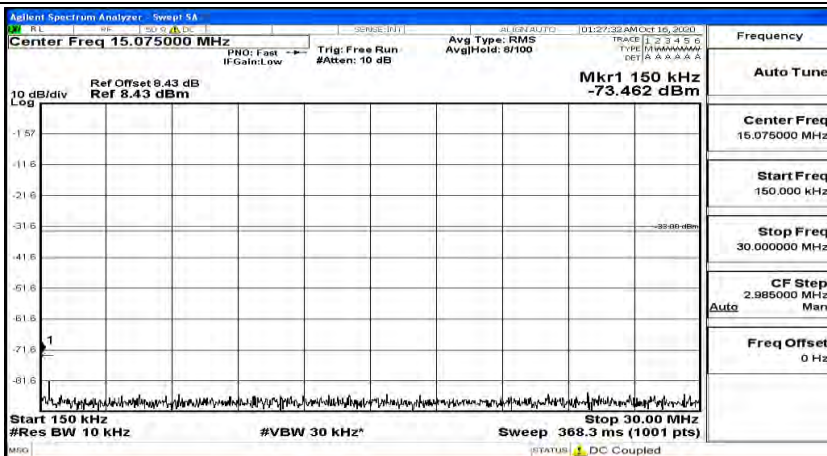 Agilent Spectrum Analyzer - Swept SA
RL RF 50 Ω DC SENSE:INT ALIGN AUTO 01:27:32 AM Oct 16, 2020
Center Freq 15.075000 MHz
PNO: Fast
IFGain:Low
Trig: Free Run
#Atten: 10 dB
Avg Type: RMS
Avg|Hold: 8/100
TRACE 1 2 3 4 5 6
TYPE MWWWWW
DET A A A A A A
Ref Offset 8.43 dB
10 dB/div Ref 8.43 dBm
Mkr1 150 kHz
-73.462 dBm
Log
-1.57
-11.6
-21.6
-31.6
-33.00 dBm
-41.6
-51.6
-61.6
-71.6
-81.6
1
Start 150 kHz Stop 30.00 MHz
#Res BW 10 kHz #VBW 30 kHz* Sweep 368.3 ms (1001 pts)
MSG STATUS DC Coupled
Frequency
Auto Tune
Center Freq
15.075000 MHz
Start Freq
150.000 kHz
Stop Freq
30.000000 MHz
CF Step
2.985000 MHz
Auto Man
Freq Offset
0 Hz